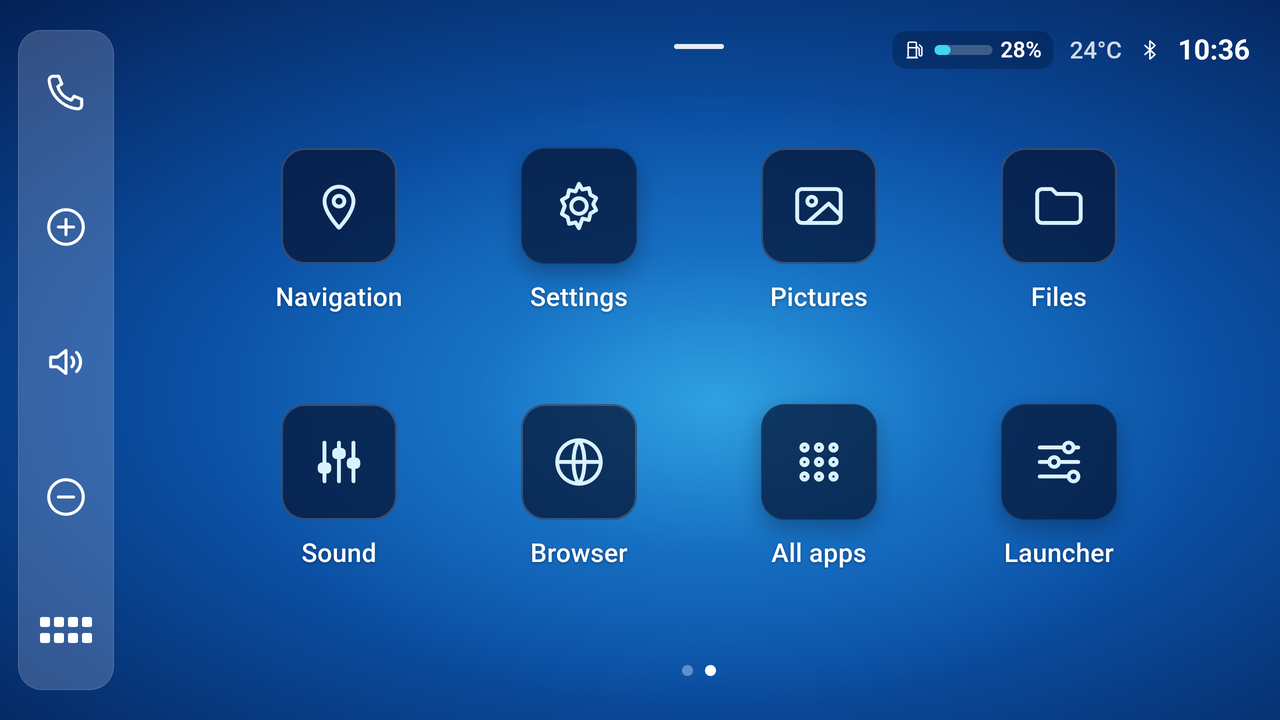 28% 24°C 10:36
Navigation
Settings
Pictures
Files
Sound
Browser
All apps
Launcher